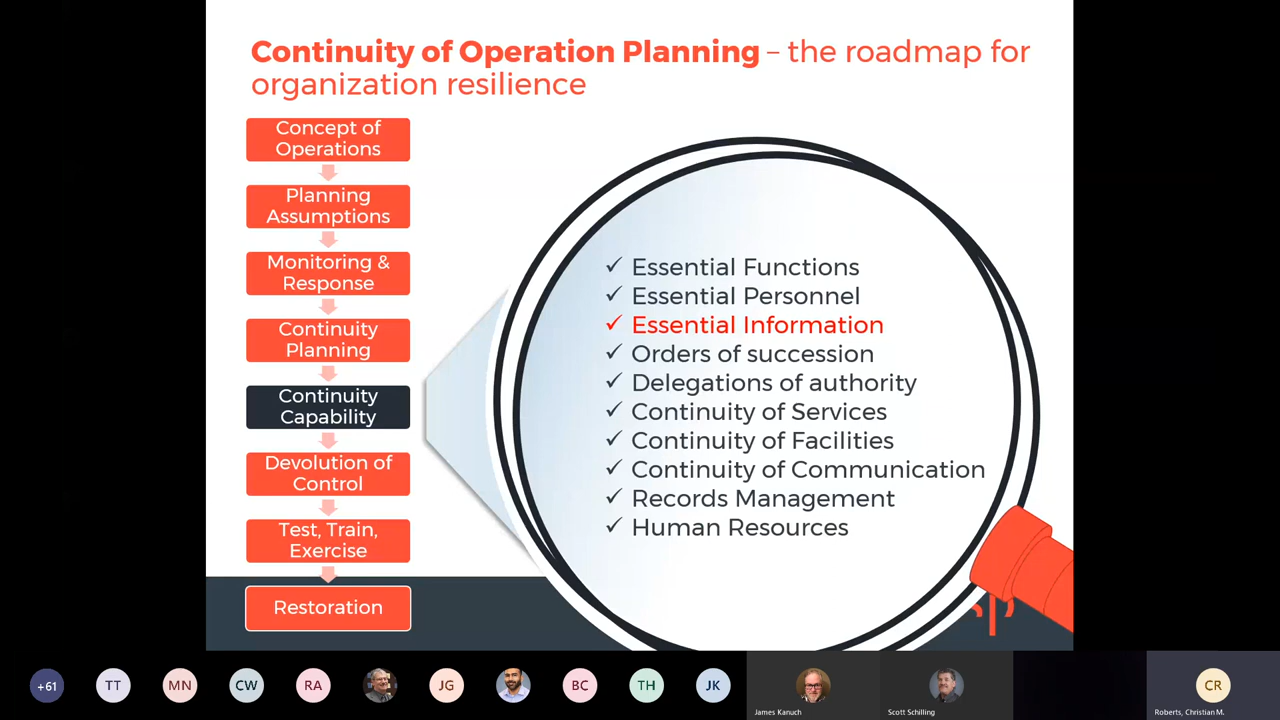 Continuity of Operation Planning – the roadmap for
organization resilience
Concept of
Operations
Planning
Assumptions
Monitoring &
Response
Continuity
Planning
Continuity
Capability
Devolution of
Control
Test, Train,
Exercise
Restoration
✓ Essential Functions
✓ Essential Personnel
✓ Essential Information
✓ Orders of succession
✓ Delegations of authority
✓ Continuity of Services
✓ Continuity of Facilities
✓ Continuity of Communication
✓ Records Management
✓ Human Resources
+61
TT
MN
CW
RA
JG
BC
TH
JK
James Kanuch
Scott Schilling
CR
Roberts, Christian M.